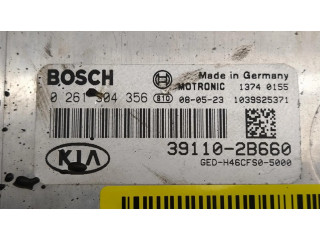 BOSCH
Made in Germany
MOTRONIC 1374 0155
0 261 S04 356 810 08-05-23 1039S25371
KIA
39110-2B660
GED-H46CFS0-5000